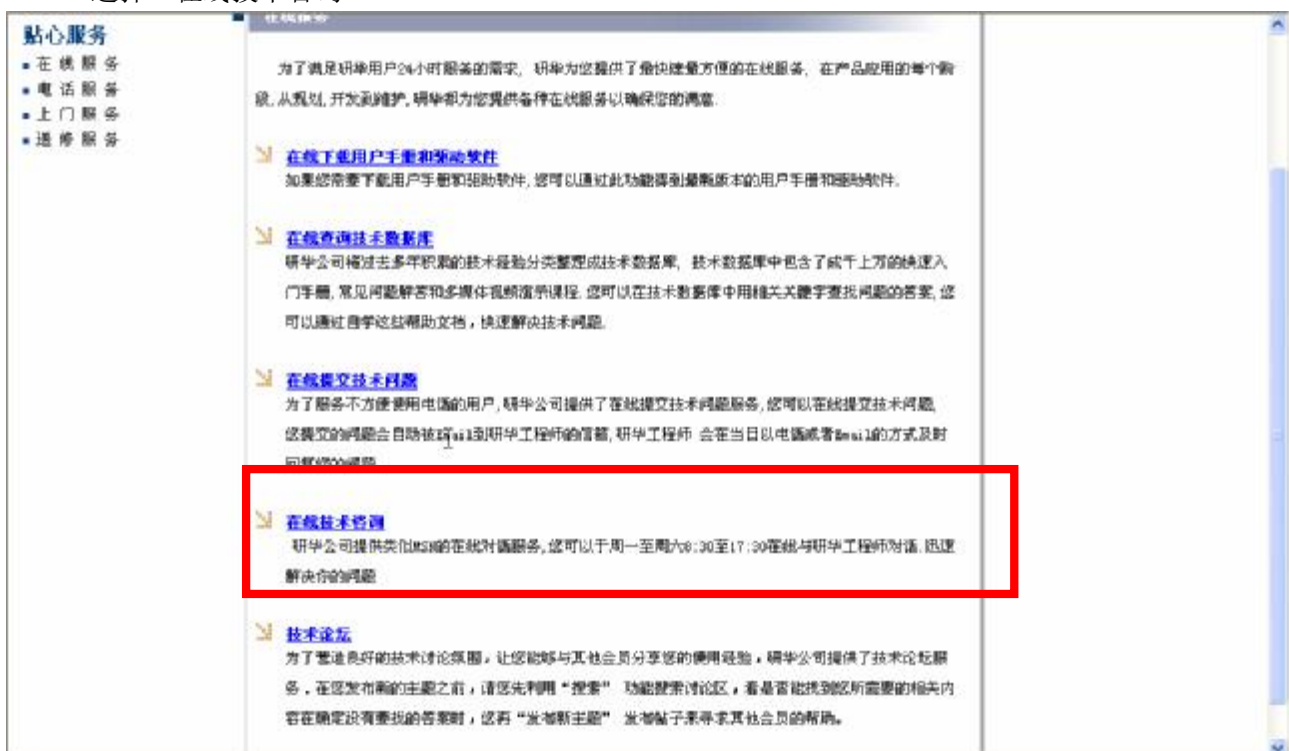 贴心服务
在线服务
电话服务
上门服务
送修服务
在线服务
为了满足研华用户24小时服务的需求, 研华为您提供了最快速最方便的在线服务, 在产品应用的每个阶
段,从规划,开发到维护,研华都为您提供各种在线服务以确保您的满意.
在线下载用户手册和驱动软件
如果您需要下载用户手册和驱动软件,您可以通过此功能得到最新版本的用户手册和驱动软件.
在线查询技术数据库
研华公司将过去多年积累的技术经验分类整理成技术数据库, 技术数据库中包含了成千上万的快速入
门手册,常见问题解答和多媒体视频演示课程.您可以在技术数据库中用相关关键字查找问题的答案,您
可以通过自学这些帮助文档，快速解决技术问题.
在线提交技术问题
为了服务不方便使用电话的用户,研华公司提供了在线提交技术问题服务,您可以在线提交技术问题,
您提交的问题会自动被Email到研华工程师的信箱,研华工程师 会在当日以电话或者Email的方式及时
回复您的问题
在线技术咨询
研华公司提供类似MSN的在线对话服务,您可以于周一至周六8:30至17:30在线与研华工程师对话.迅速
解决你的问题
技术论坛
为了营造良好的技术讨论氛围，让您能够与其他会员分享您的使用经验，研华公司提供了技术论坛服
务．在您发布新的主题之前，请您先利用“搜索” 功能搜索讨论区，看是否能找到您所需要的相关内
容在确定没有要找的答案时，您再“发布新主题” 发布帖子来寻求其他会员的帮助。